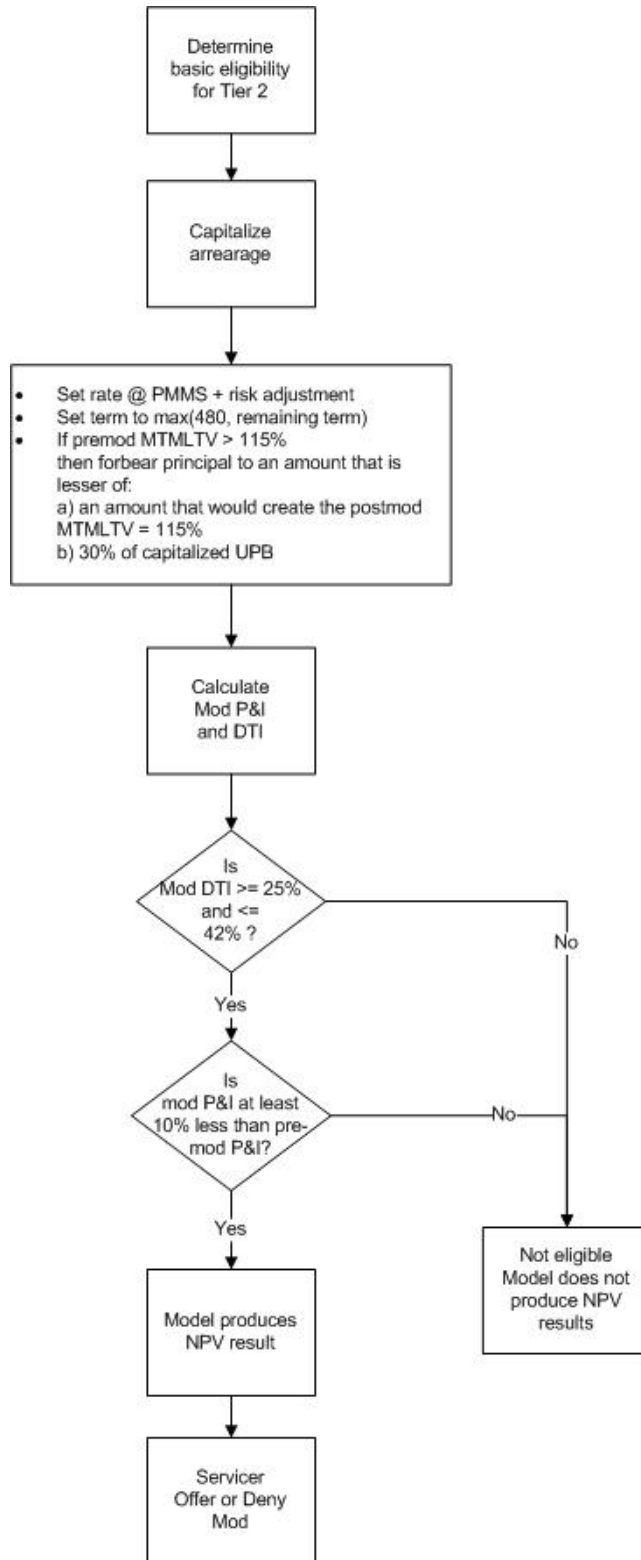 Determine
basic eligibility
for Tier 2
Capitalize
arrearage
• Set rate @ PMMS + risk adjustment
• Set term to max(480, remaining term)
• If premod MTMLTV > 115%
then forbear principal to an amount that is
lesser of:
a) an amount that would create the postmod
MTMLTV = 115%
b) 30% of capitalized UPB
Calculate
Mod P&I
and DTI
Is
Mod DTI >= 25%
and <=
42% ?
No
Yes
Is
mod P&I at least
10% less than pre-
mod P&I?
No
Yes
Not eligible
Model does not
produce NPV
results
Model produces
NPV result
Servicer
Offer or Deny
Mod